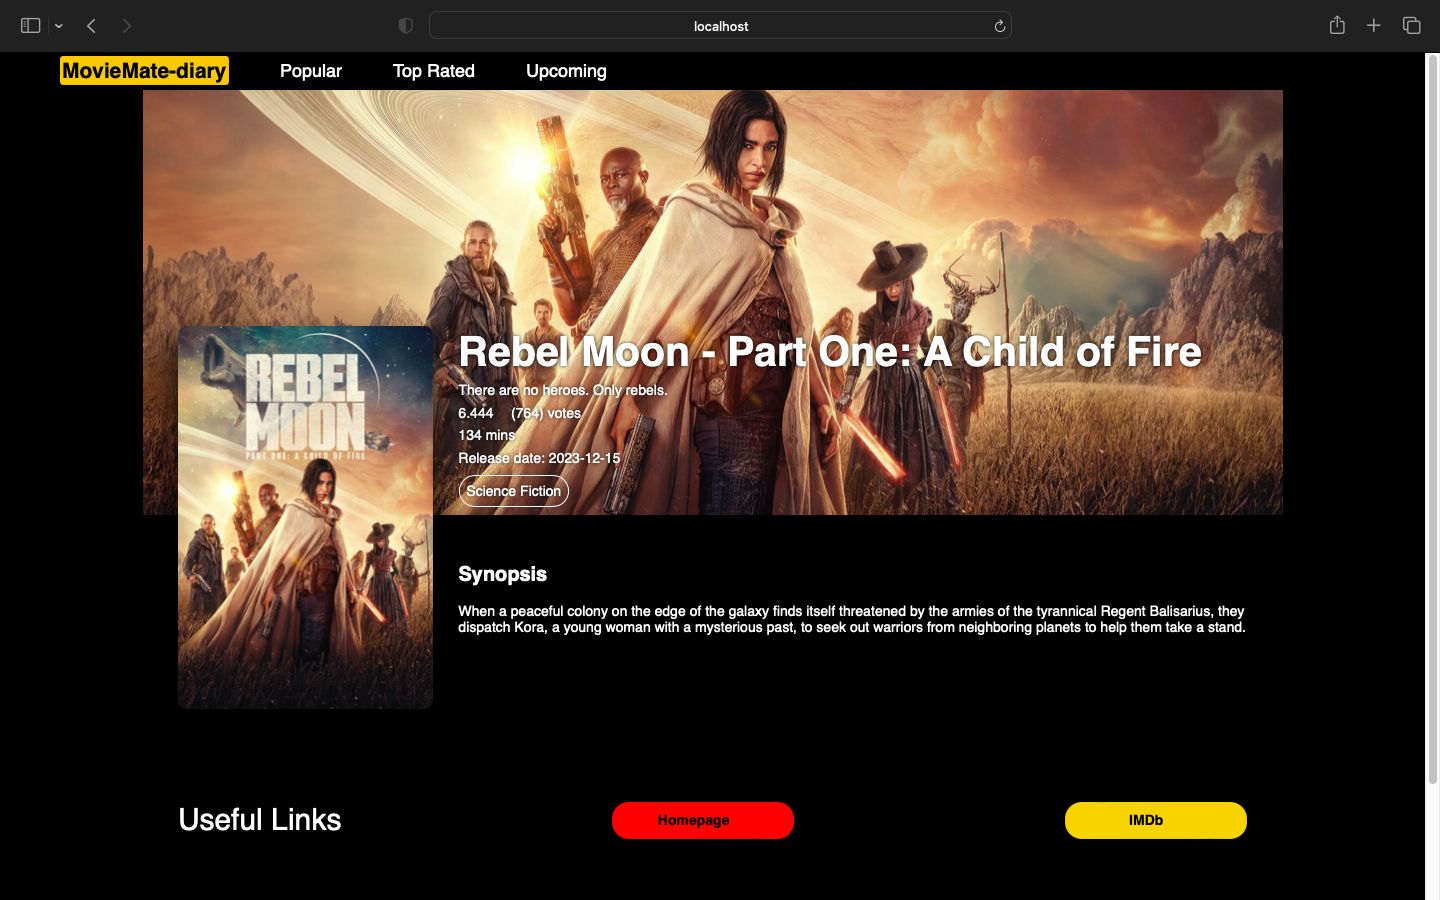 localhost
MovieMate-diary Popular Top Rated Upcoming
REBEL
MOON
PART ONE: A CHILD OF FIRE
Rebel Moon - Part One: A Child of Fire
There are no heroes. Only rebels.
6.444 (764) votes
134 mins
Release date: 2023-12-15
Science Fiction
Synopsis
When a peaceful colony on the edge of the galaxy finds itself threatened by the armies of the tyrannical Regent Balisarius, they
dispatch Kora, a young woman with a mysterious past, to seek out warriors from neighboring planets to help them take a stand.
Useful Links Homepage IMDb